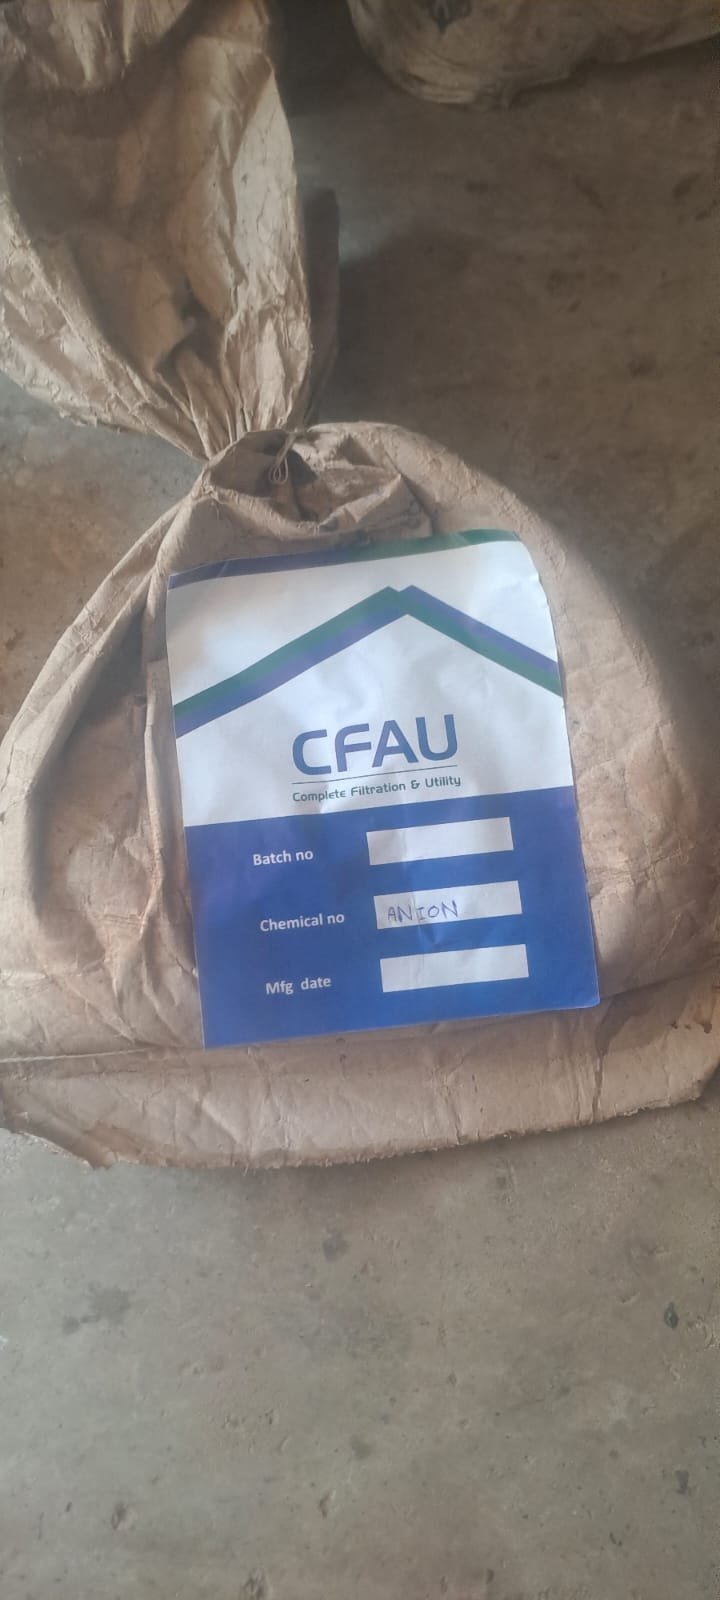 CFAU
Complete Filtration & Utility
Batch no
Chemical no ANION
Mfg date